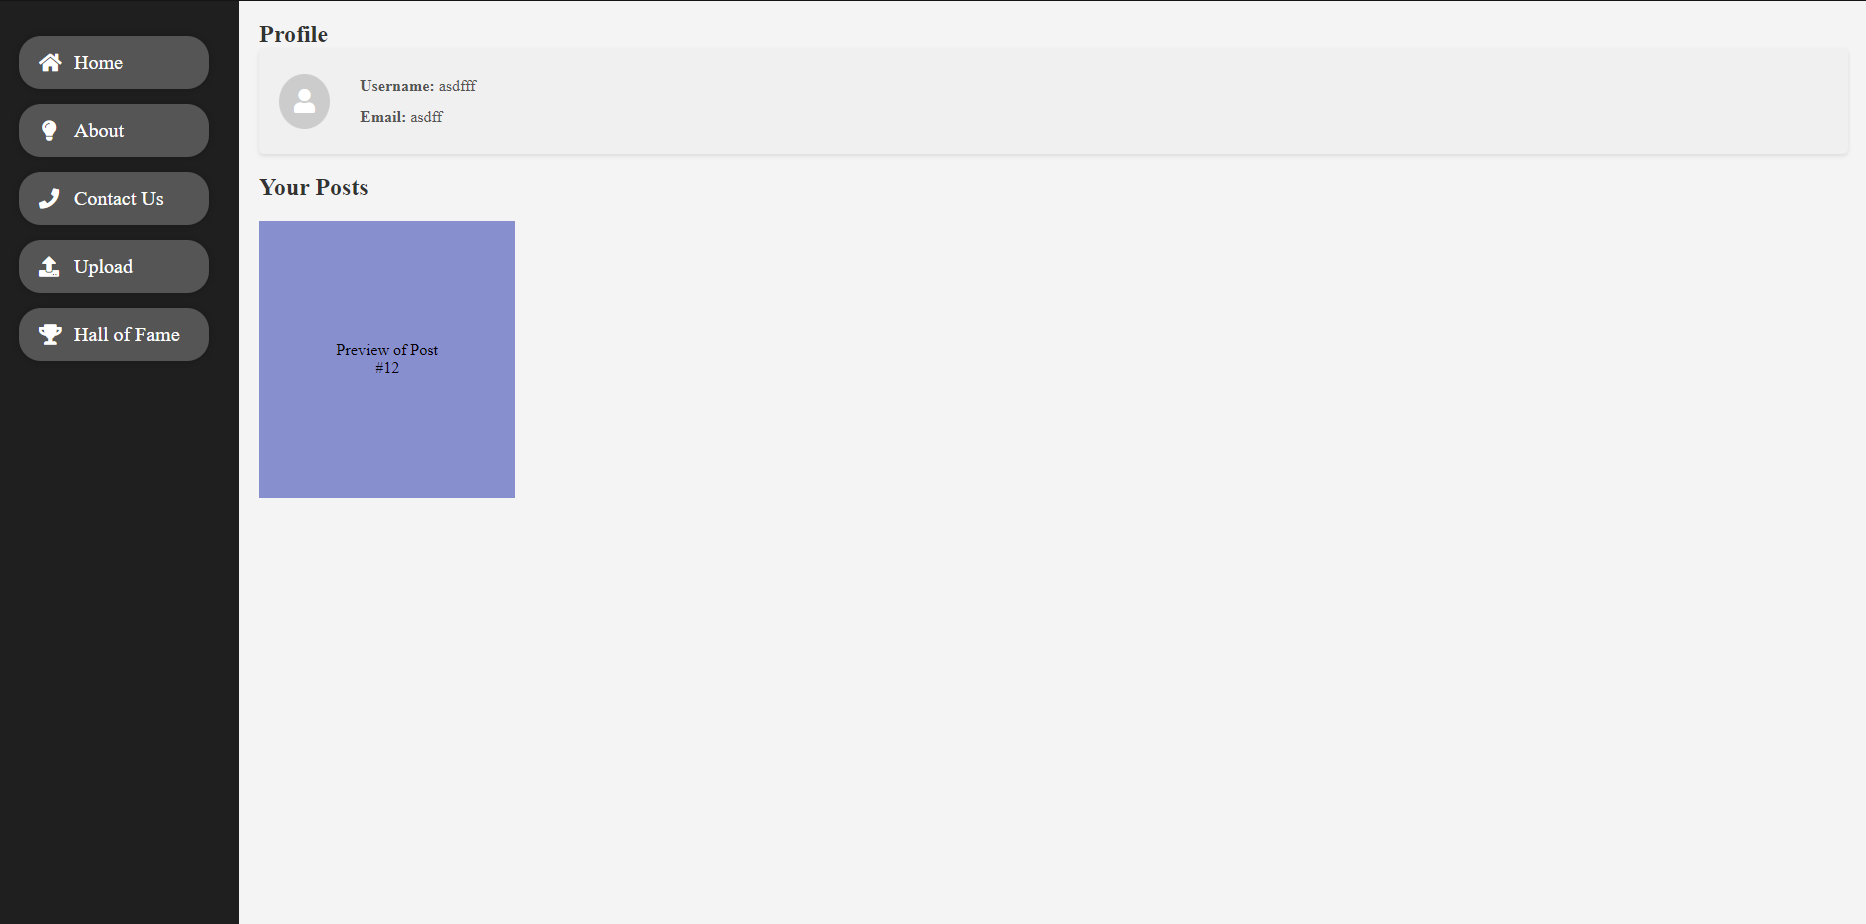 Home
About
Contact Us
Upload
Hall of Fame
Profile
Username: asdfff
Email: asdff
Your Posts
Preview of Post
#12